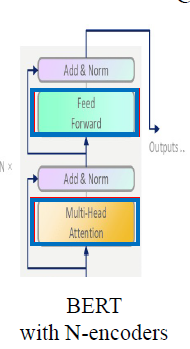 Add & Norm
Feed
Forward
Outputs..
N ×
Add & Norm
Multi-Head
Attention
BERT
with N-encoders